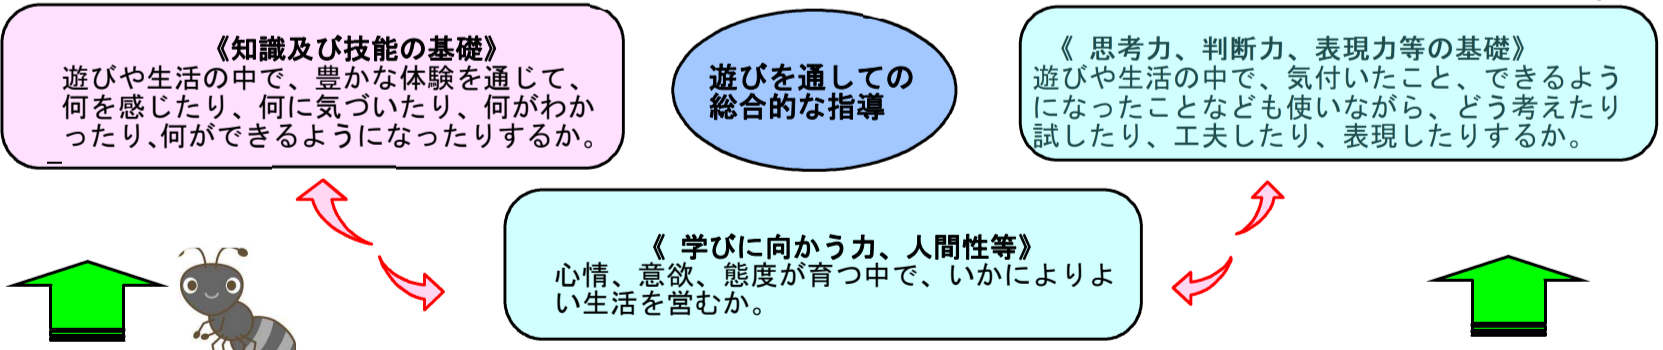 《知識及び技能の基礎》
遊びや生活の中で、豊かな体験を通じて、
何を感じたり、何に気づいたり、何がわか
ったり、何ができるようになったりするか。
遊びを通しての
総合的な指導
《 思考力、判断力、表現力等の基礎》
遊びや生活の中で、気付いたこと、できるよう
になったことなども使いながら、どう考えたり
試したり、工夫したり、表現したりするか。
《 学びに向かう力、人間性等》
心情、意欲、態度が育つ中で、いかによりよ
い生活を営むか。